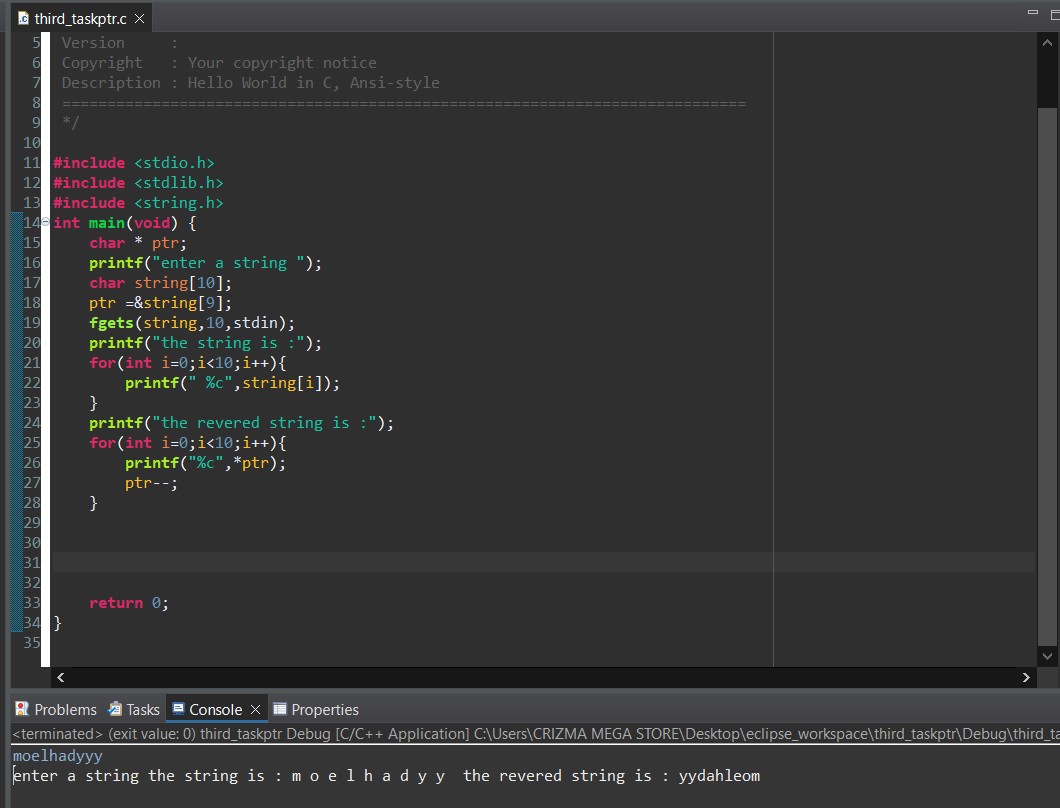 third_taskptr.c
5 Version     :
6 Copyright   : Your copyright notice
7 Description : Hello World in C, Ansi-style
8 ============================================================================
9 */
10
11 #include <stdio.h>
12 #include <stdlib.h>
13 #include <string.h>
14 int main(void) {
15     char * ptr;
16     printf("enter a string ");
17     char string[10];
18     ptr =&string[9];
19     fgets(string,10,stdin);
20     printf("the string is :");
21     for(int i=0;i<10;i++){
22         printf(" %c",string[i]);
23     }
24     printf("the revered string is :");
25     for(int i=0;i<10;i++){
26         printf("%c",*ptr);
27         ptr--;
28     }
29
30
31
32
33     return 0;
34 }
35
Problems Tasks Console Properties
<terminated> (exit value: 0) third_taskptr Debug [C/C++ Application] C:\Users\CRIZMA MEGA STORE\Desktop\eclipse_workspace\third_taskptr\Debug\third_ta
moelhadyyy
enter a string the string is : m o e l h a d y y  the revered string is : yydahleom